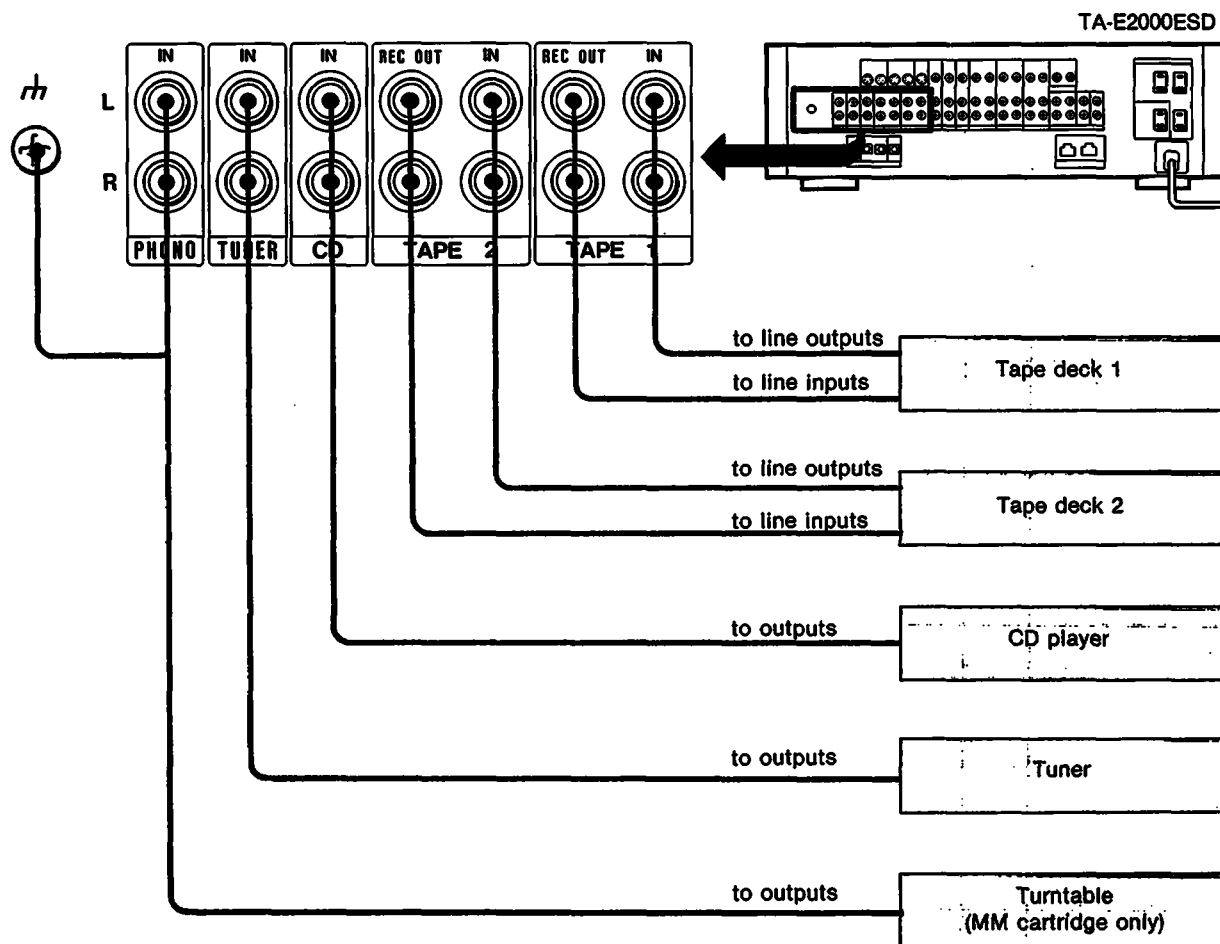 TA-E2000ESD
IN IN IN REC OUT IN REC OUT IN
L
R
PHONO TUNER CD TAPE 2 TAPE 1
to line outputs
Tape deck 1
to line inputs
to line outputs
Tape deck 2
to line inputs
to outputs
CD player
to outputs
Tuner
to outputs
Turntable
(MM cartridge only)